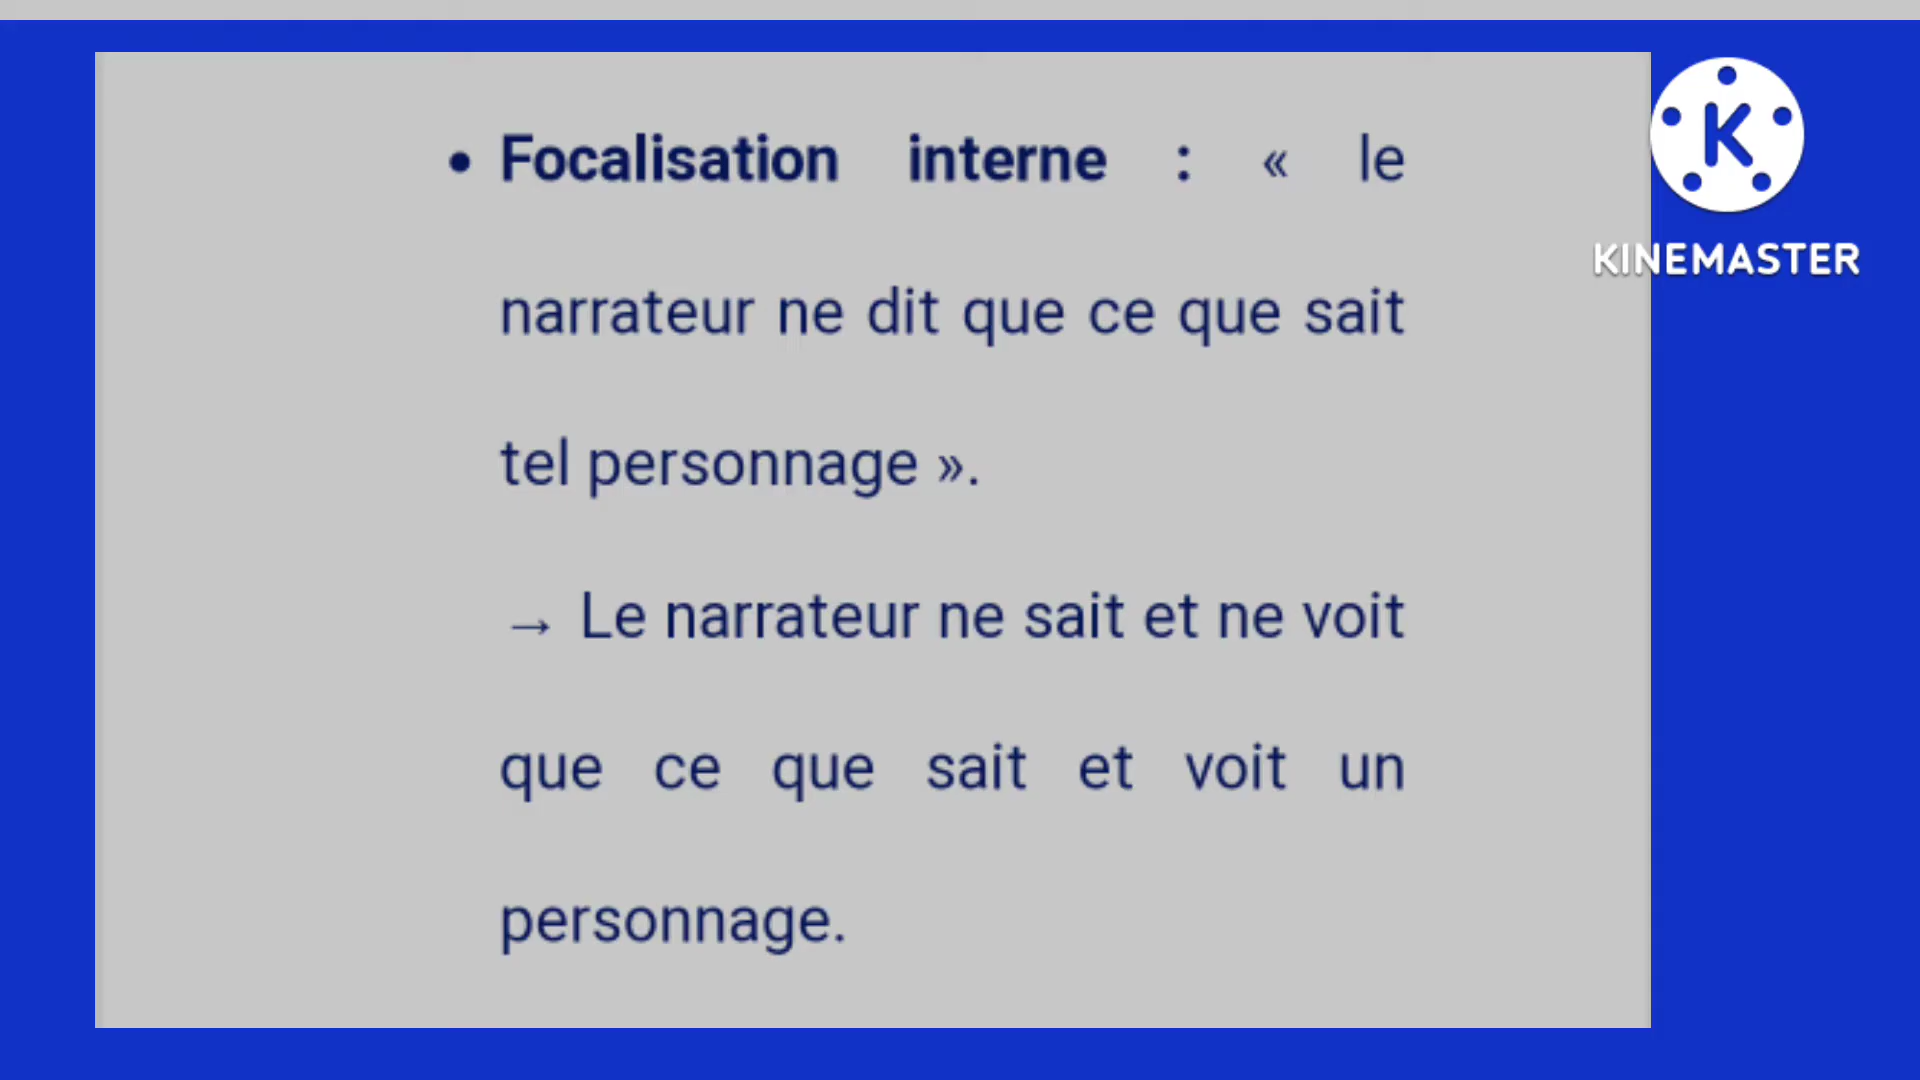 • Focalisation interne : « le
narrateur ne dit que ce que sait
tel personnage ».
→ Le narrateur ne sait et ne voit
que ce que sait et voit un
personnage.
K
KINEMASTER